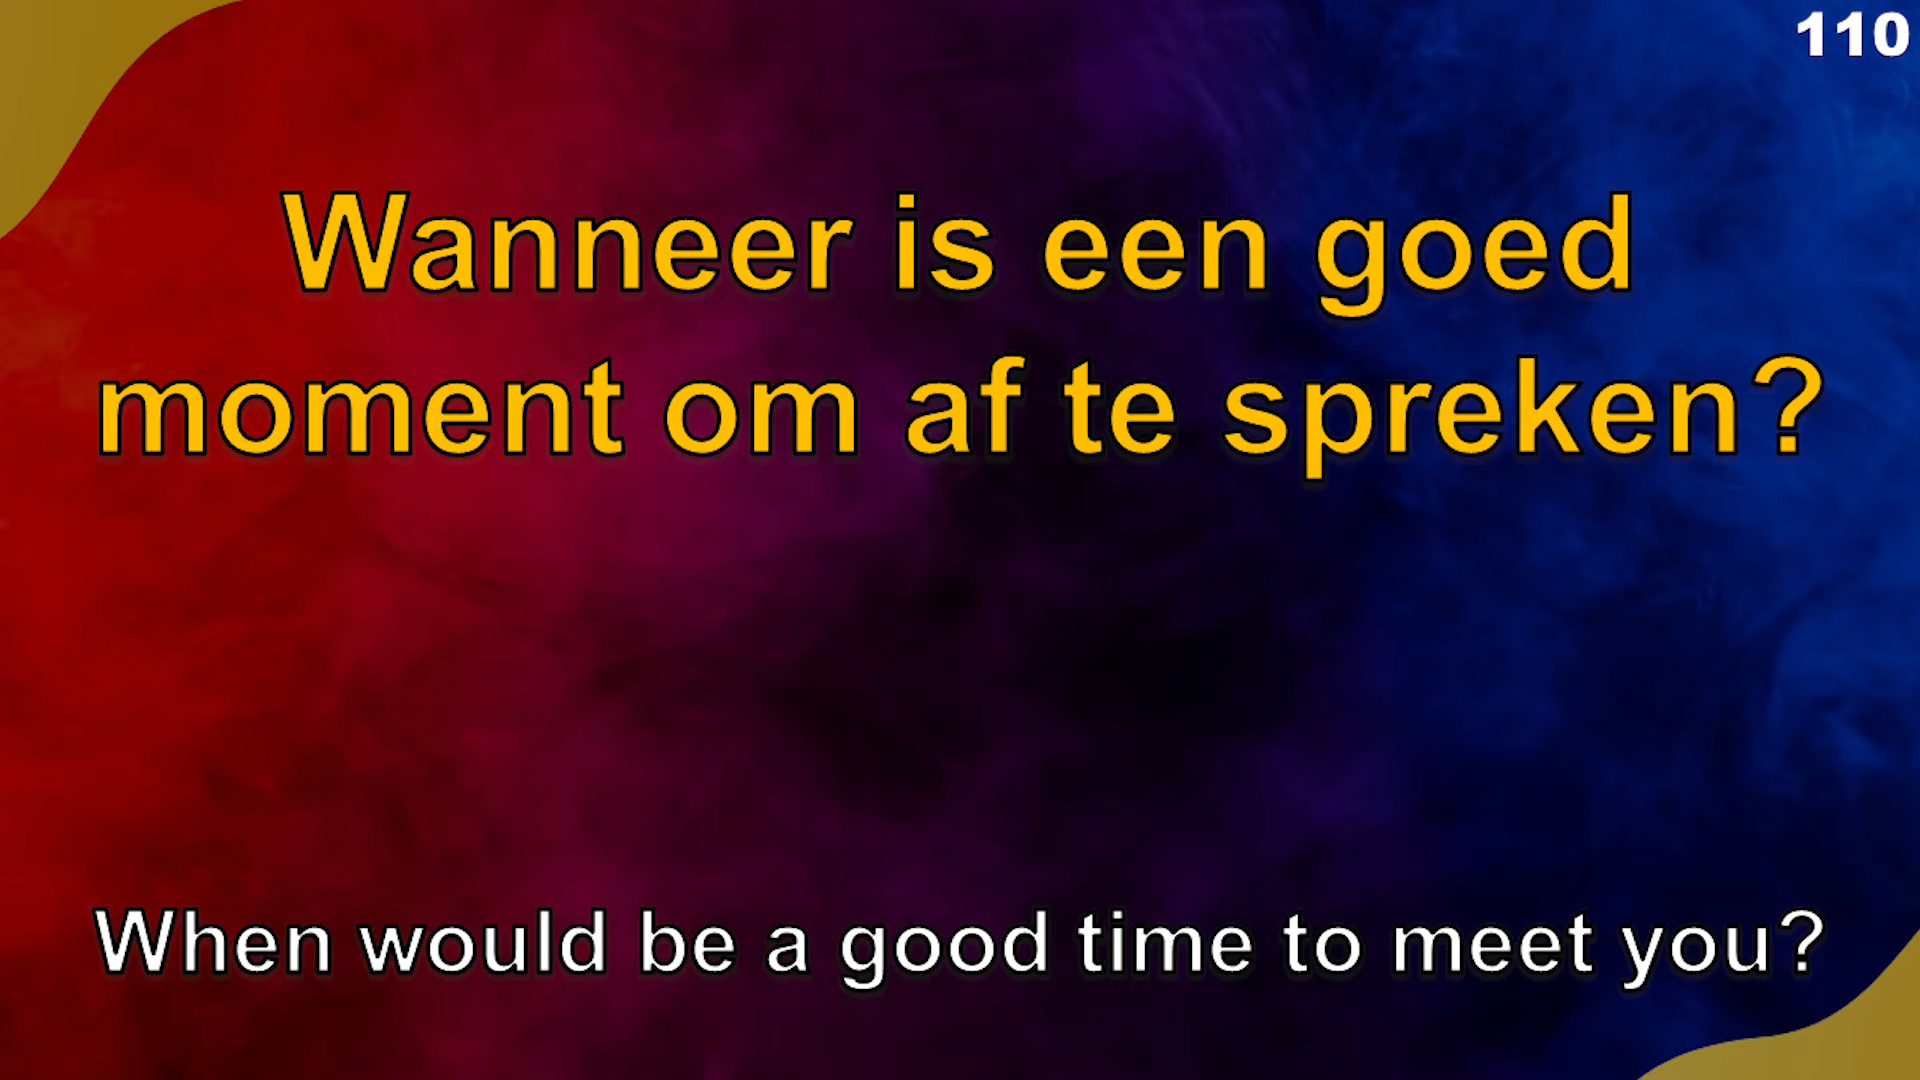 110
Wanneer is een goed
moment om af te spreken?
When would be a good time to meet you?